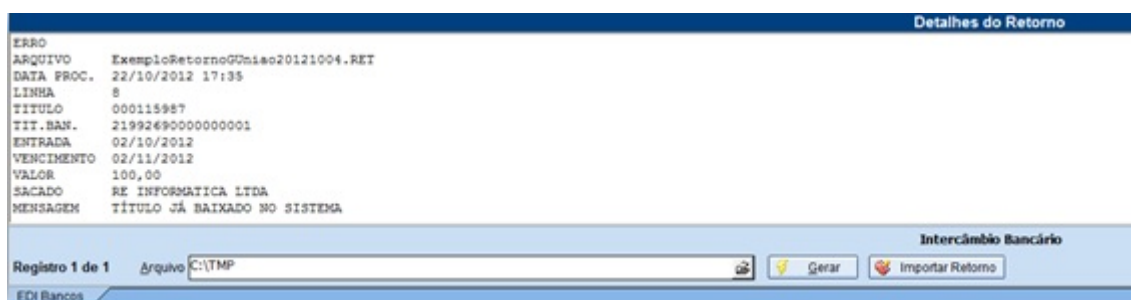 Detalhes do Retorno
ERRO
ARQUIVO ExemploRetornoGUniao20121004.RET
DATA PROC. 22/10/2012 17:35
LINHA 8
TITULO 000115987
TIT.BAN. 21992690000000001
ENTRADA 02/10/2012
VENCIMENTO 02/11/2012
VALOR 100,00
SACADO RE INFORMATICA LTDA
MENSAGEM TÍTULO JÁ BAIXADO NO SISTEMA
Intercâmbio Bancário
Registro 1 de 1 Arquivo C:\TMP Gerar Importar Retorno
EDI Bancos